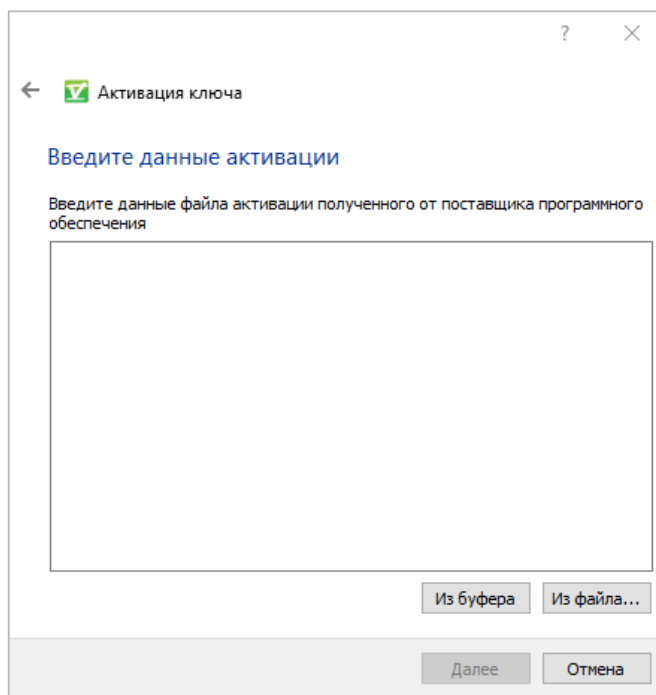 ?
Активация ключа
Введите данные активации
Введите данные файла активации полученного от поставщика программного
обеспечения
Из буфера Из файла...
Далее Отмена